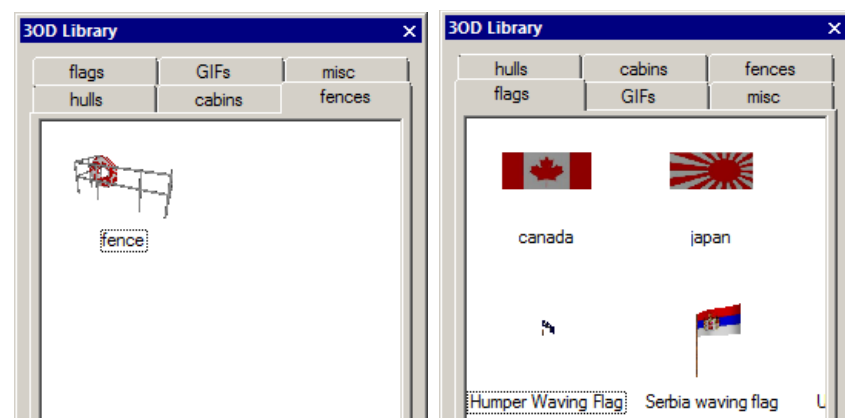 3OD Library
flags GIFs misc
hulls cabins fences
fence
3OD Library
hulls cabins fences
flags GIFs misc
canada japan
Humper Waving Flag Serbia waving flag U